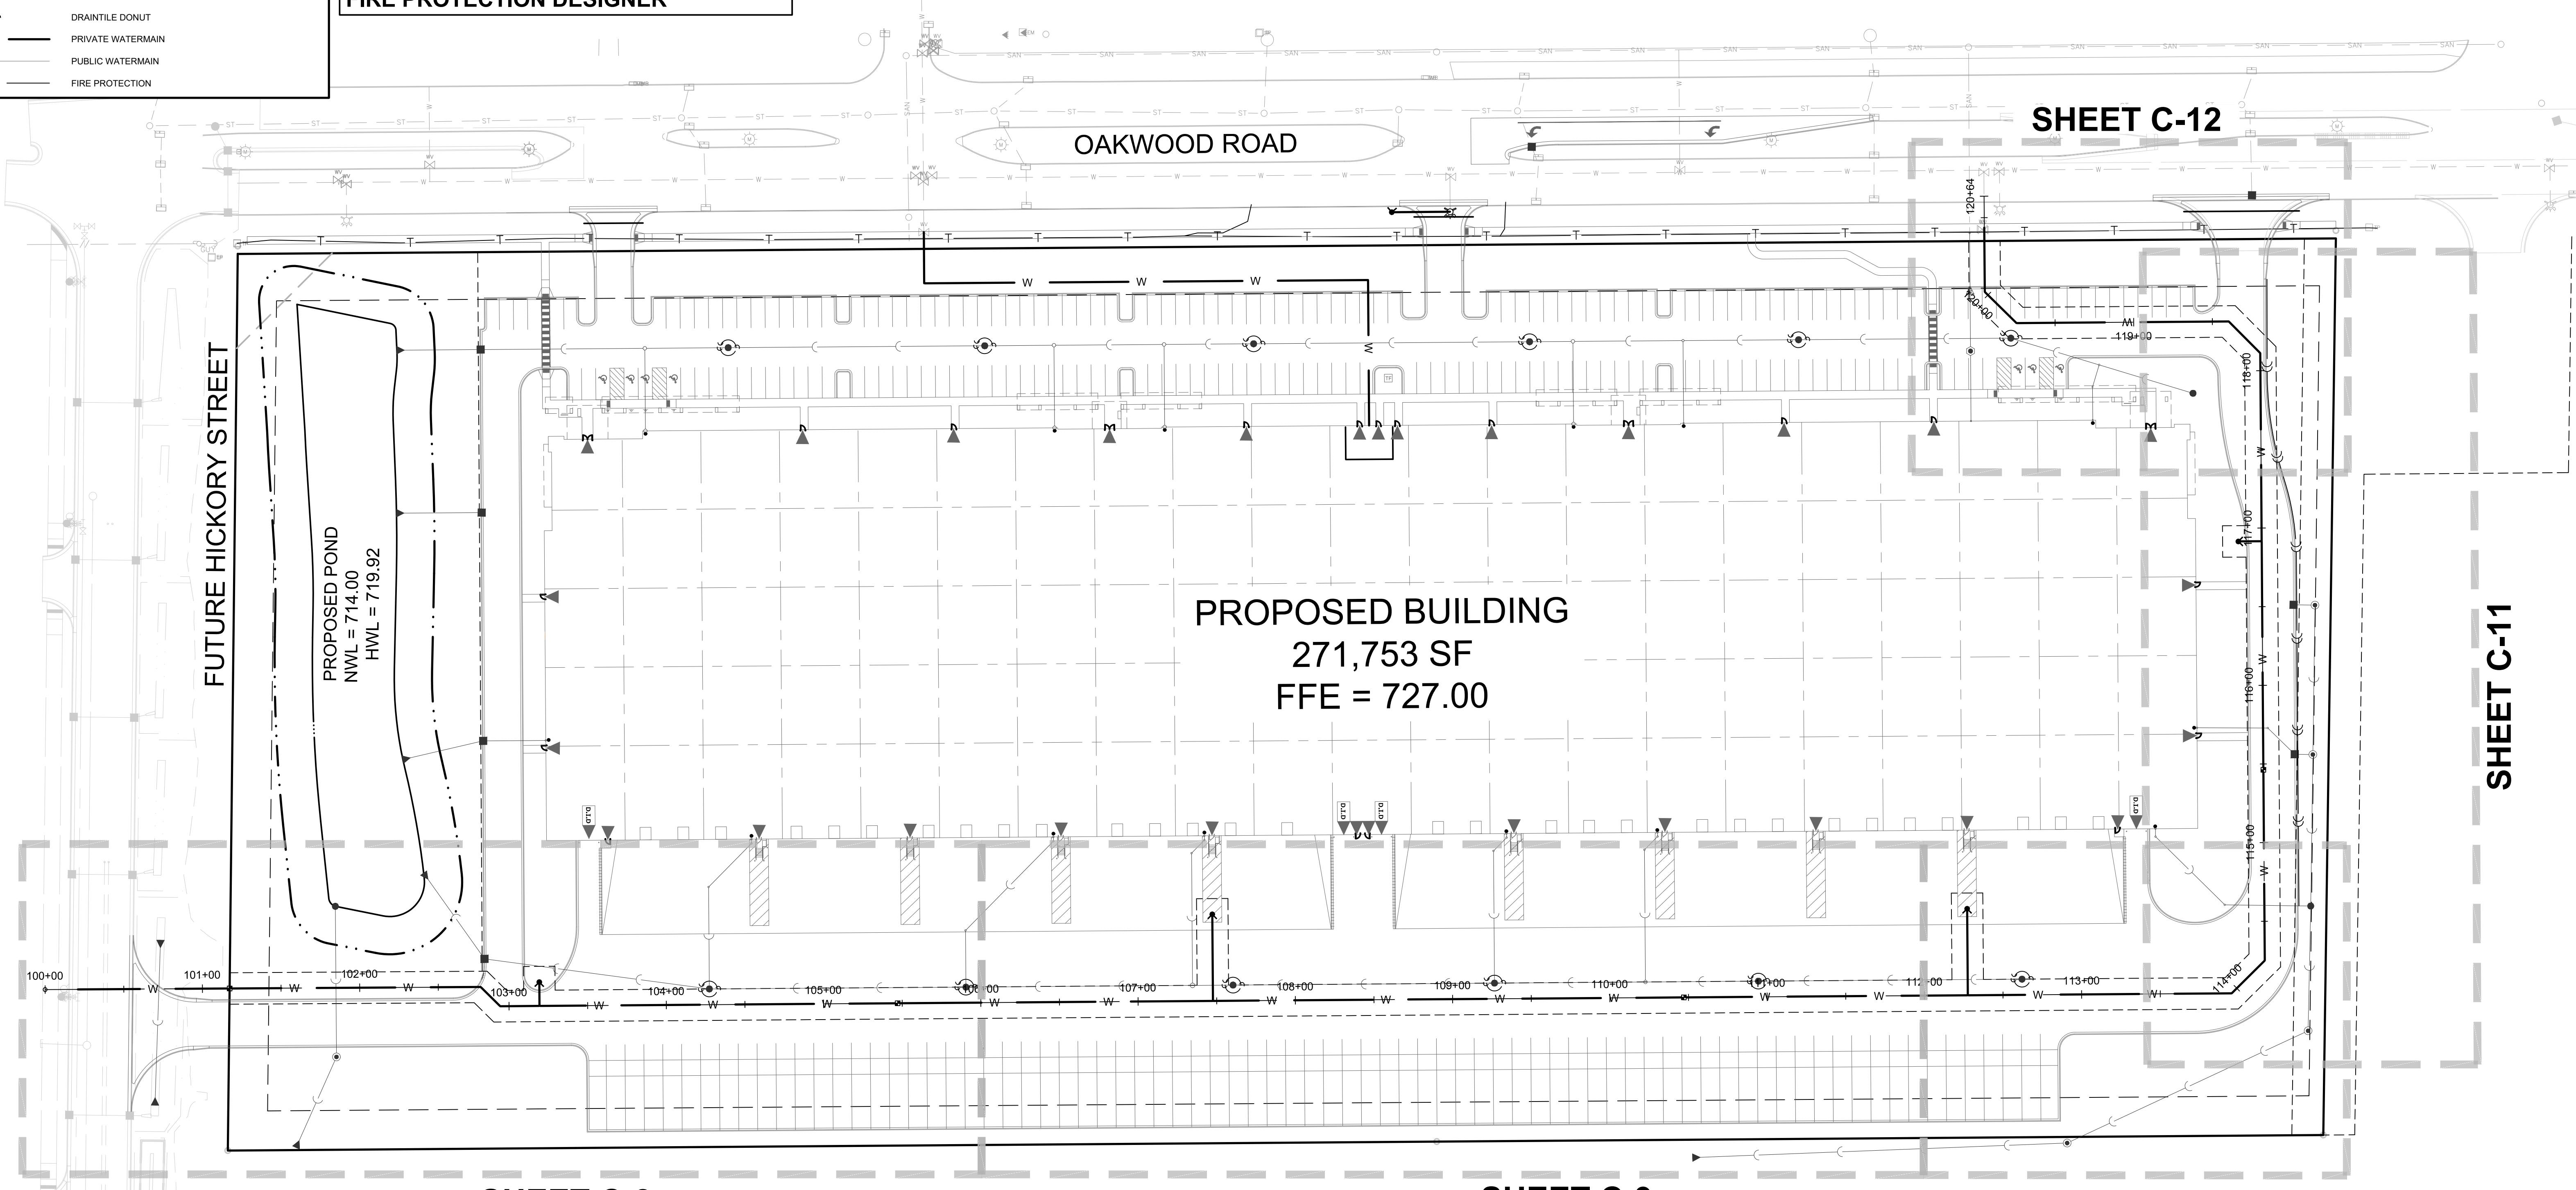 FIRE PROTECTION DESIGNER
DRAINTILE DONUT
PRIVATE WATERMAIN
PUBLIC WATERMAIN
FIRE PROTECTION
OAKWOOD ROAD
SHEET C-12
120+64
120+00
119+00
118+00
117+00
116+00
115+00
114+00
FUTURE HICKORY STREET
PROPOSED POND
NWL = 714.00
HWL = 719.92
PROPOSED BUILDING
271,753 SF
FFE = 727.00
SHEET C-11
TF
D.I.D
D.I.D
D.I.D
D.I.D
100+00
101+00
102+00
103+00
104+00
105+00
107+00
108+00
109+00
110+00
112+00
113+00